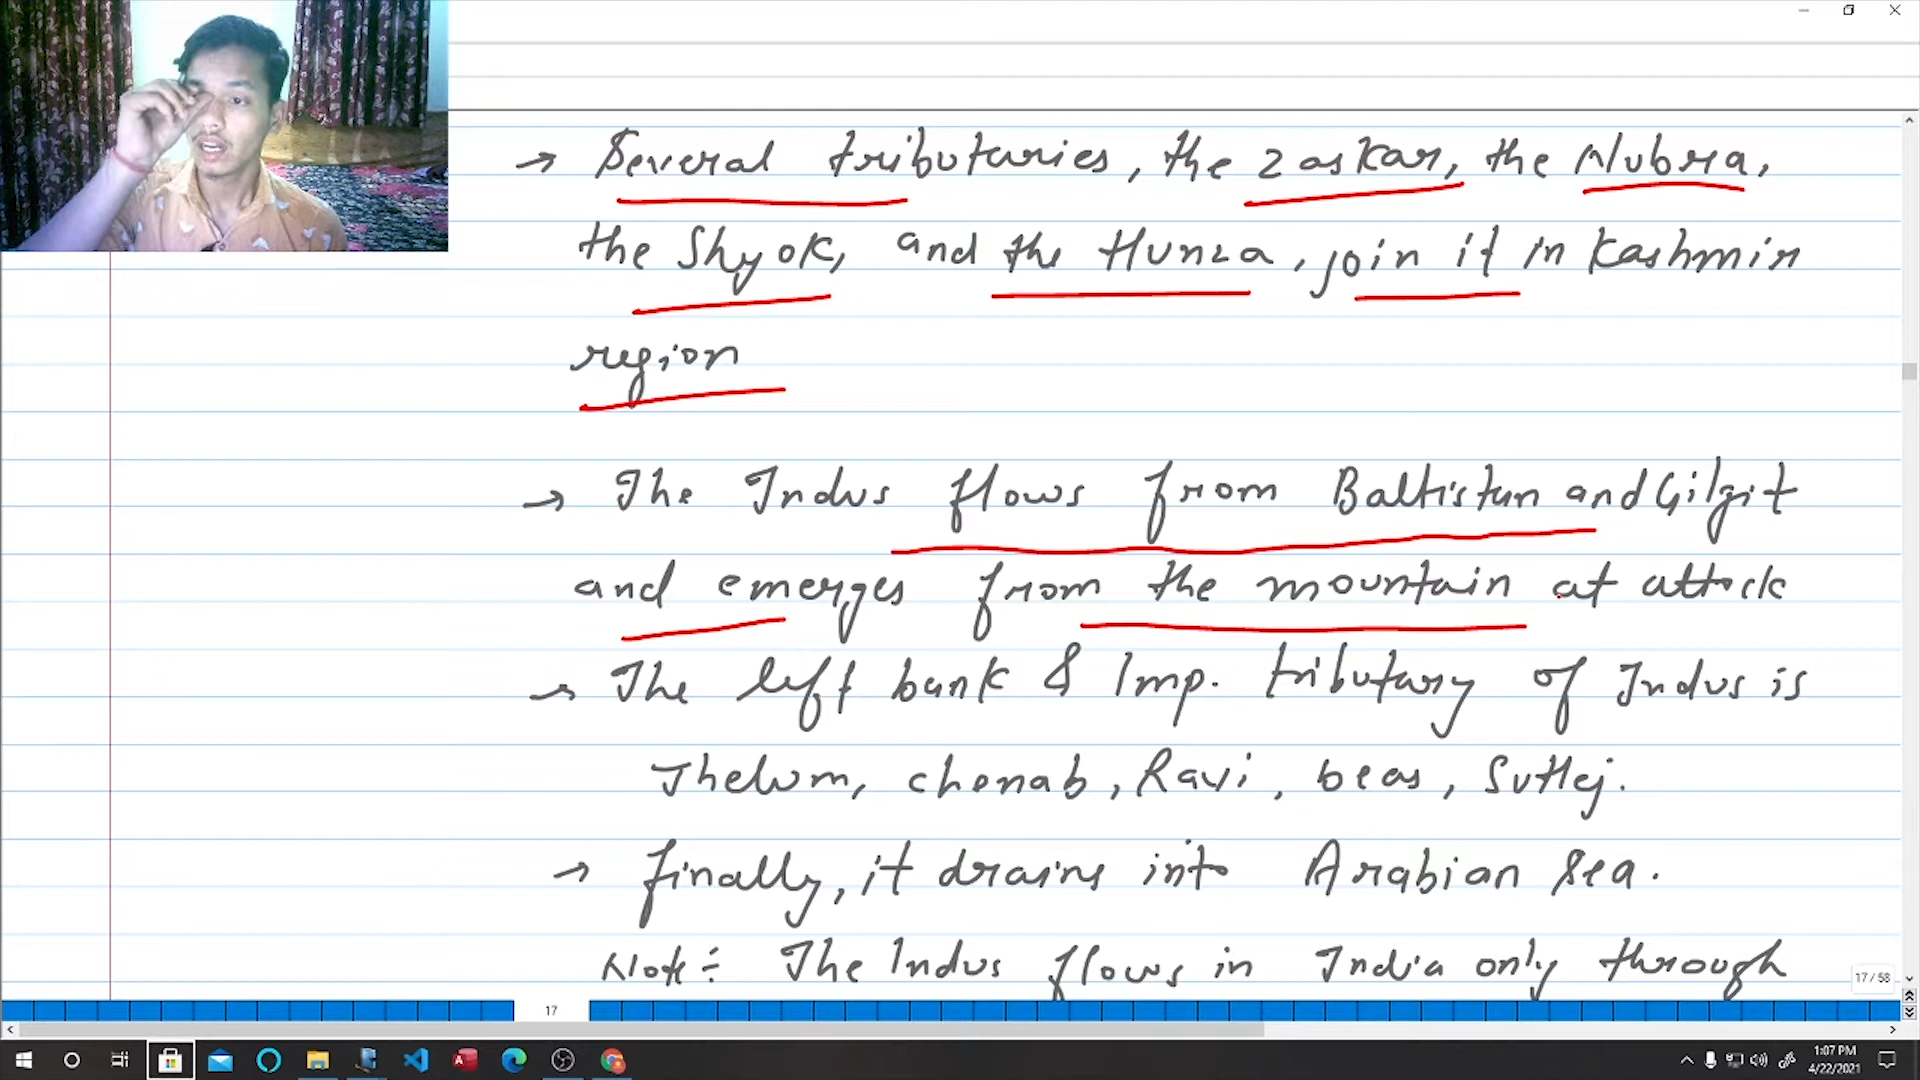 → Several tributaries, the Zaskar, the Nubra,
the Shyok, and the Hunza, join it in Kashmir
region
→ The Indus flows from Baltistan and Gilgit
and emerges from the mountain at attock
→ The left bank & Imp. tributary of Indus is
Jhelum, chenab, Ravi, beas, Sutlej.
→ finally, it drains into Arabian Sea.
Note ÷ The Indus flows in India only through
17 / 58
17
1:07 PM
4/22/2021